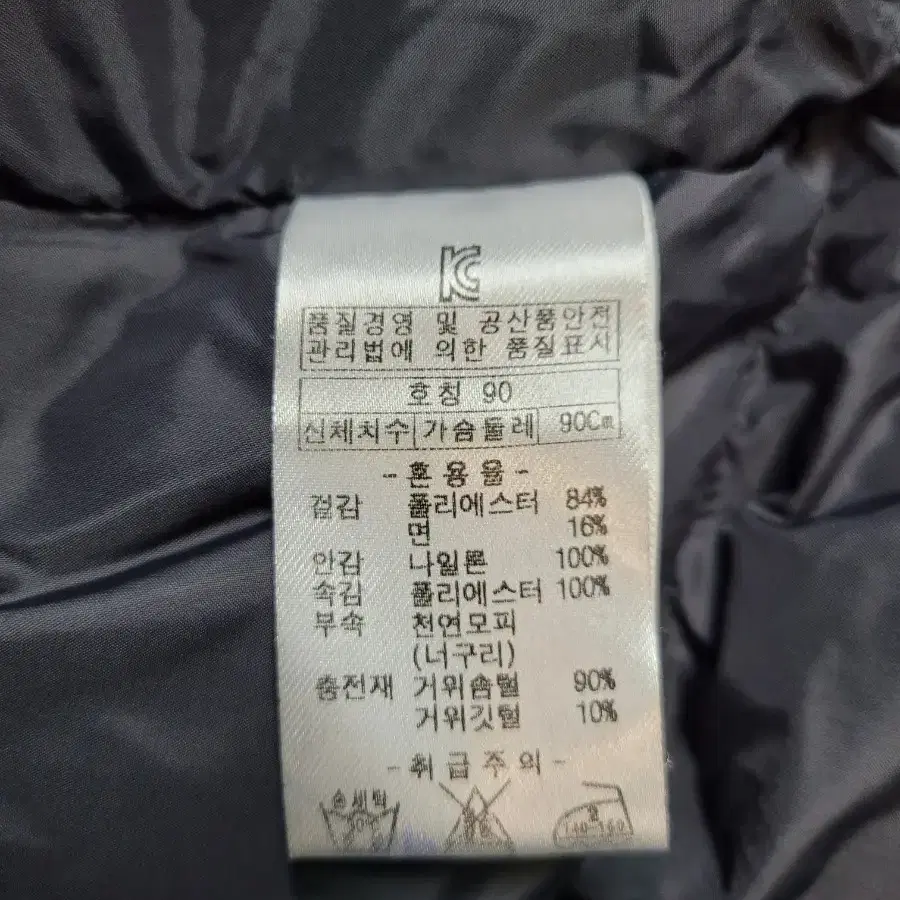 KC
품질경영 및 공산품안전
관리법에 의한 품질표시
호칭 90
신체치수 가슴둘레 90Cm
-혼용율-
겉감 폴리에스터 84%
면 16%
안감 나일론 100%
속감 폴리에스터 100%
부속 천연모피
(너구리)
충전재 거위솜털 90%
거위깃털 10%
-취급주의-
손세탁
140-160